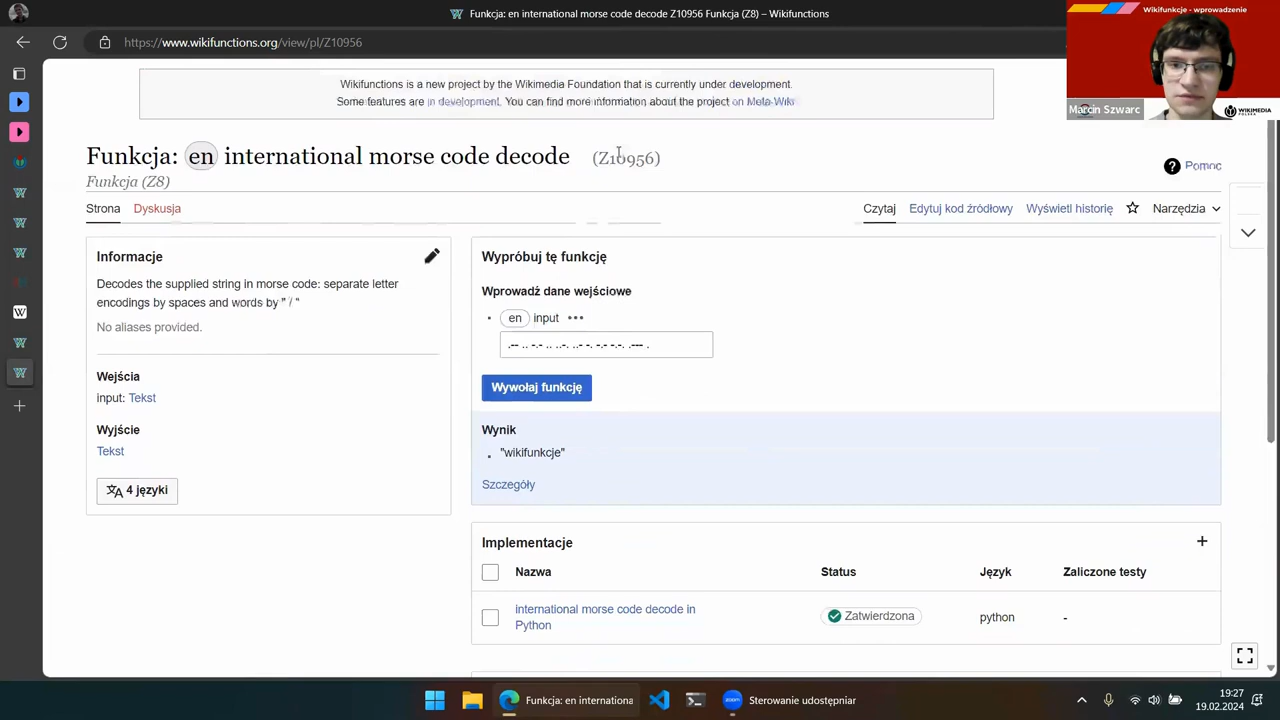 Funkcja: en international morse code decode Z10956 Funkcja (Z8) – Wikifunctions
https://www.wikifunctions.org/view/pl/Z10956
Wikifunkcje - wprowadzenie
Marcin Szwarc
WIKIMEDIA
POLSKA
Wikifunctions is a new project by the Wikimedia Foundation that is currently under development.
Some features are in development. You can find more information about the project on Meta-Wiki
Funkcja: en international morse code decode (Z10956)
Funkcja (Z8)
Pomoc
Strona Dyskusja Czytaj Edytuj kod źródłowy Wyświetl historię Narzędzia
Informacje
Decodes the supplied string in morse code: separate letter
encodings by spaces and words by " / "
No aliases provided.
Wejścia
input: Tekst
Wyjście
Tekst
4 języki
Wypróbuj tę funkcję
Wprowadź dane wejściowe
en input •••
.-- .. -.- .. ..-. ..- -. -.- -.-. .--- .
Wywołaj funkcję
Wynik
"wikifunkcje"
Szczegóły
Implementacje +
Nazwa Status Język Zaliczone testy
international morse code decode in
Python
Zatwierdzona python -
Funkcja: en internationa
Sterowanie udostępniar
19:27
19.02.2024